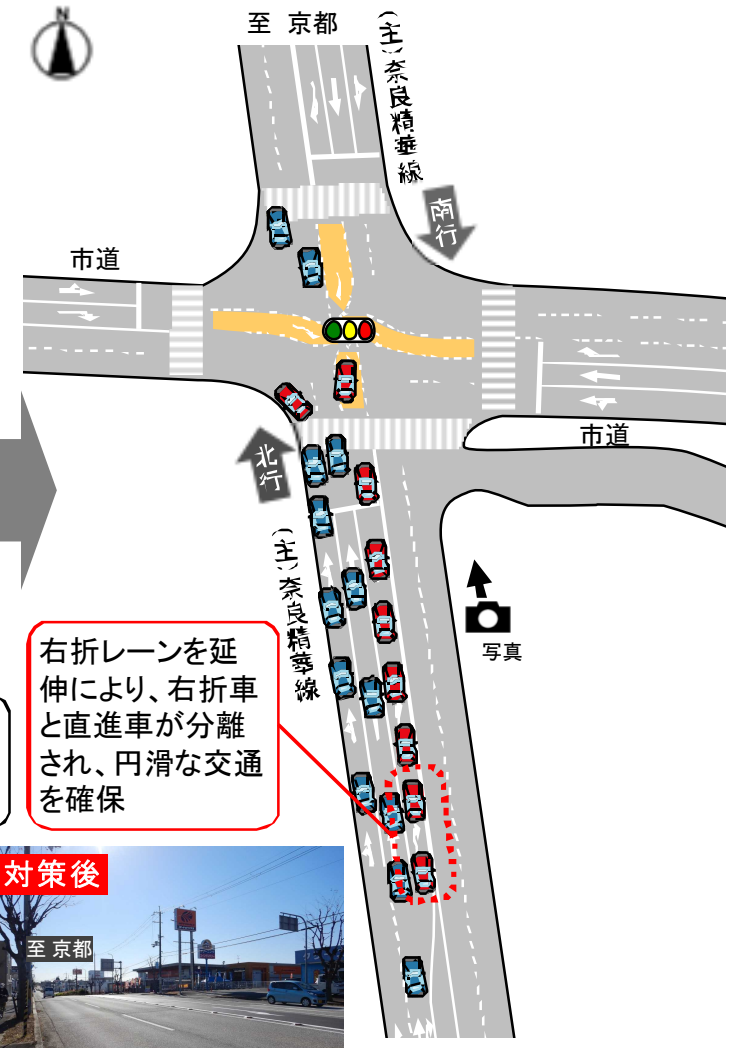 N
至 京都
(主)奈良精華線
南行
市道
市道
北行
(主)奈良精華線
写真
右折レーンを延
伸により、右折車
と直進車が分離
され、円滑な交通
を確保
対策後
至 京都